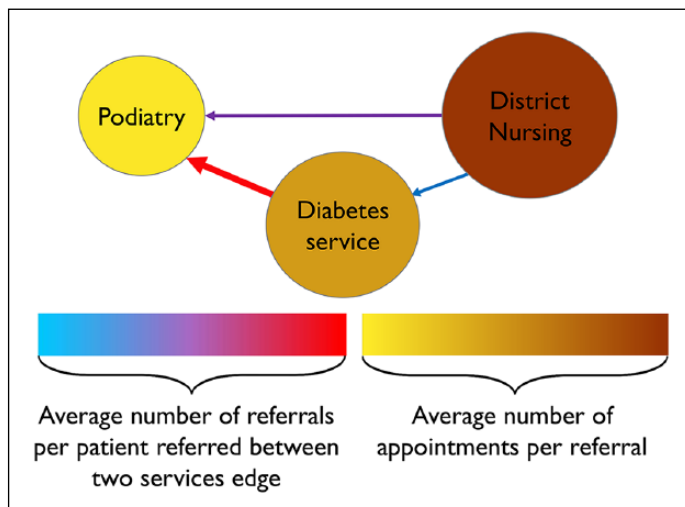 Podiatry
District
Nursing
Diabetes
service
Average number of referrals
per patient referred between
two services edge
Average number of
appointments per referral